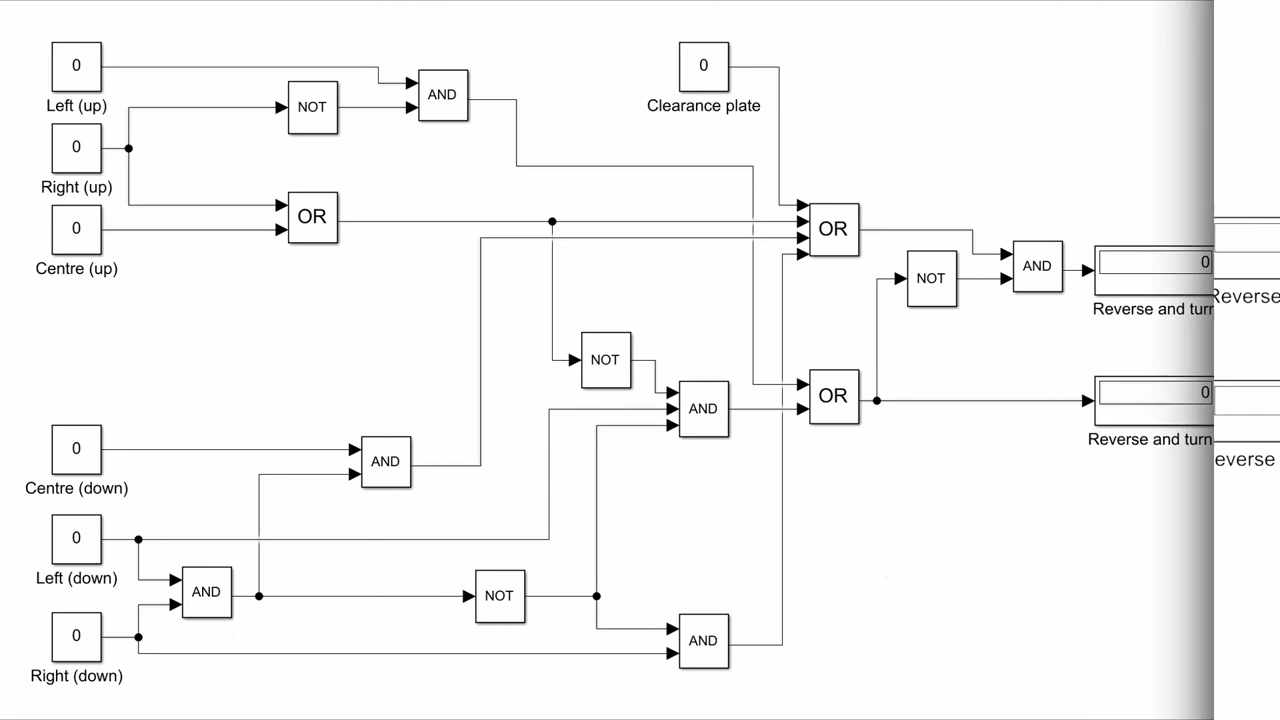 0
Left (up)
0
Right (up)
0
Centre (up)
NOT
AND
OR
0
Clearance plate
OR
NOT
AND
0
Reverse and turn
Reverse
NOT
AND
OR
0
Reverse and turn
everse
0
Centre (down)
AND
0
Left (down)
AND
NOT
0
Right (down)
AND